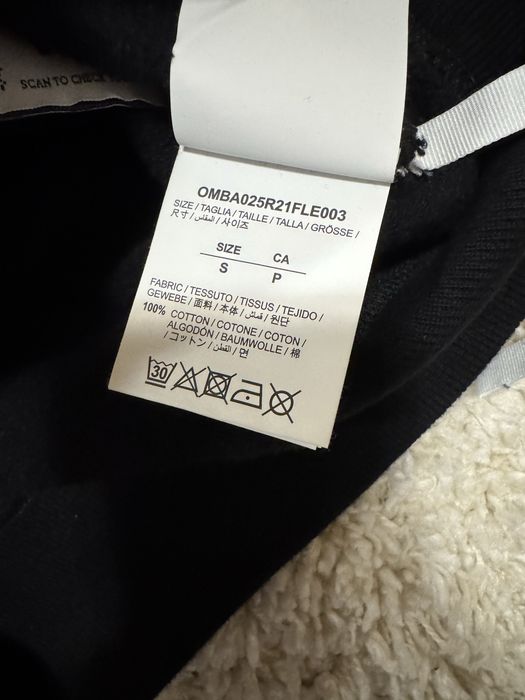 SCAN TO CHECK
OMBA025R21FLE003
SIZE / TAGLIA / TAILLE / TALLA / GRÖSSE /
尺寸 / المقاس / 사이즈
SIZE CA
S P
FABRIC / TESSUTO / TISSUS / TEJIDO /
GEWEBE / 面料 / 本体 / قماش / 원단
100% COTTON / COTONE / COTON /
ALGODÓN / BAUMWOLLE / 棉
/ コットン / القطن / 면
30